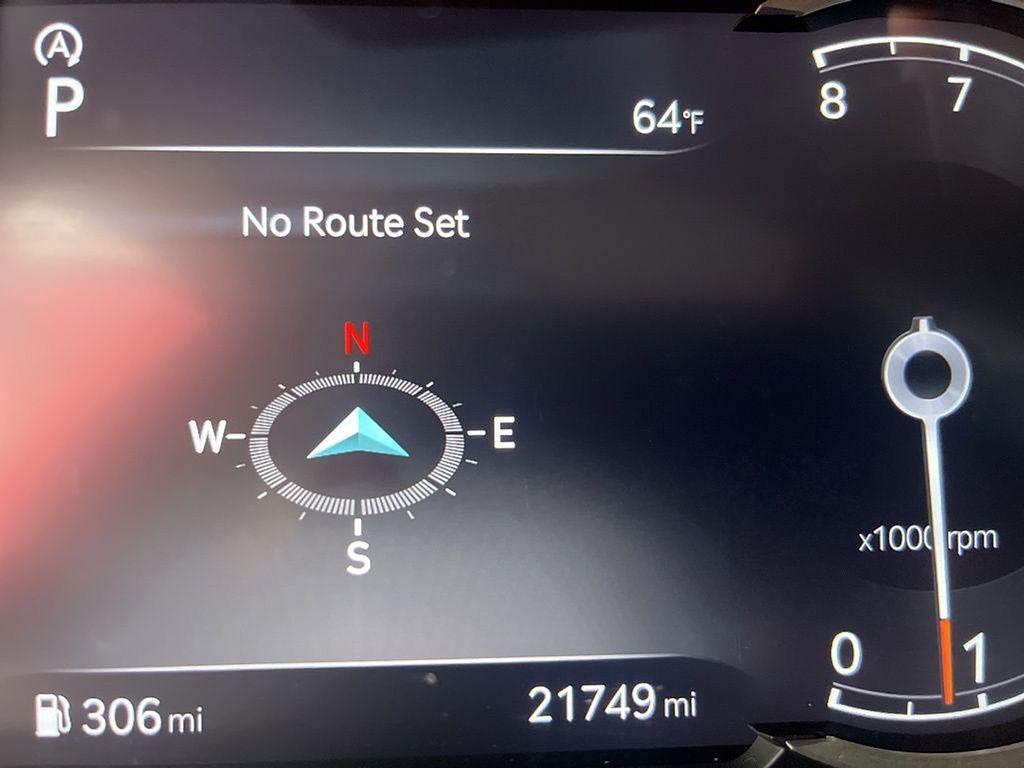 A
P
64°F
8
7
No Route Set
N
W
E
S
x1000 rpm
0
1
306 mi
21749 mi